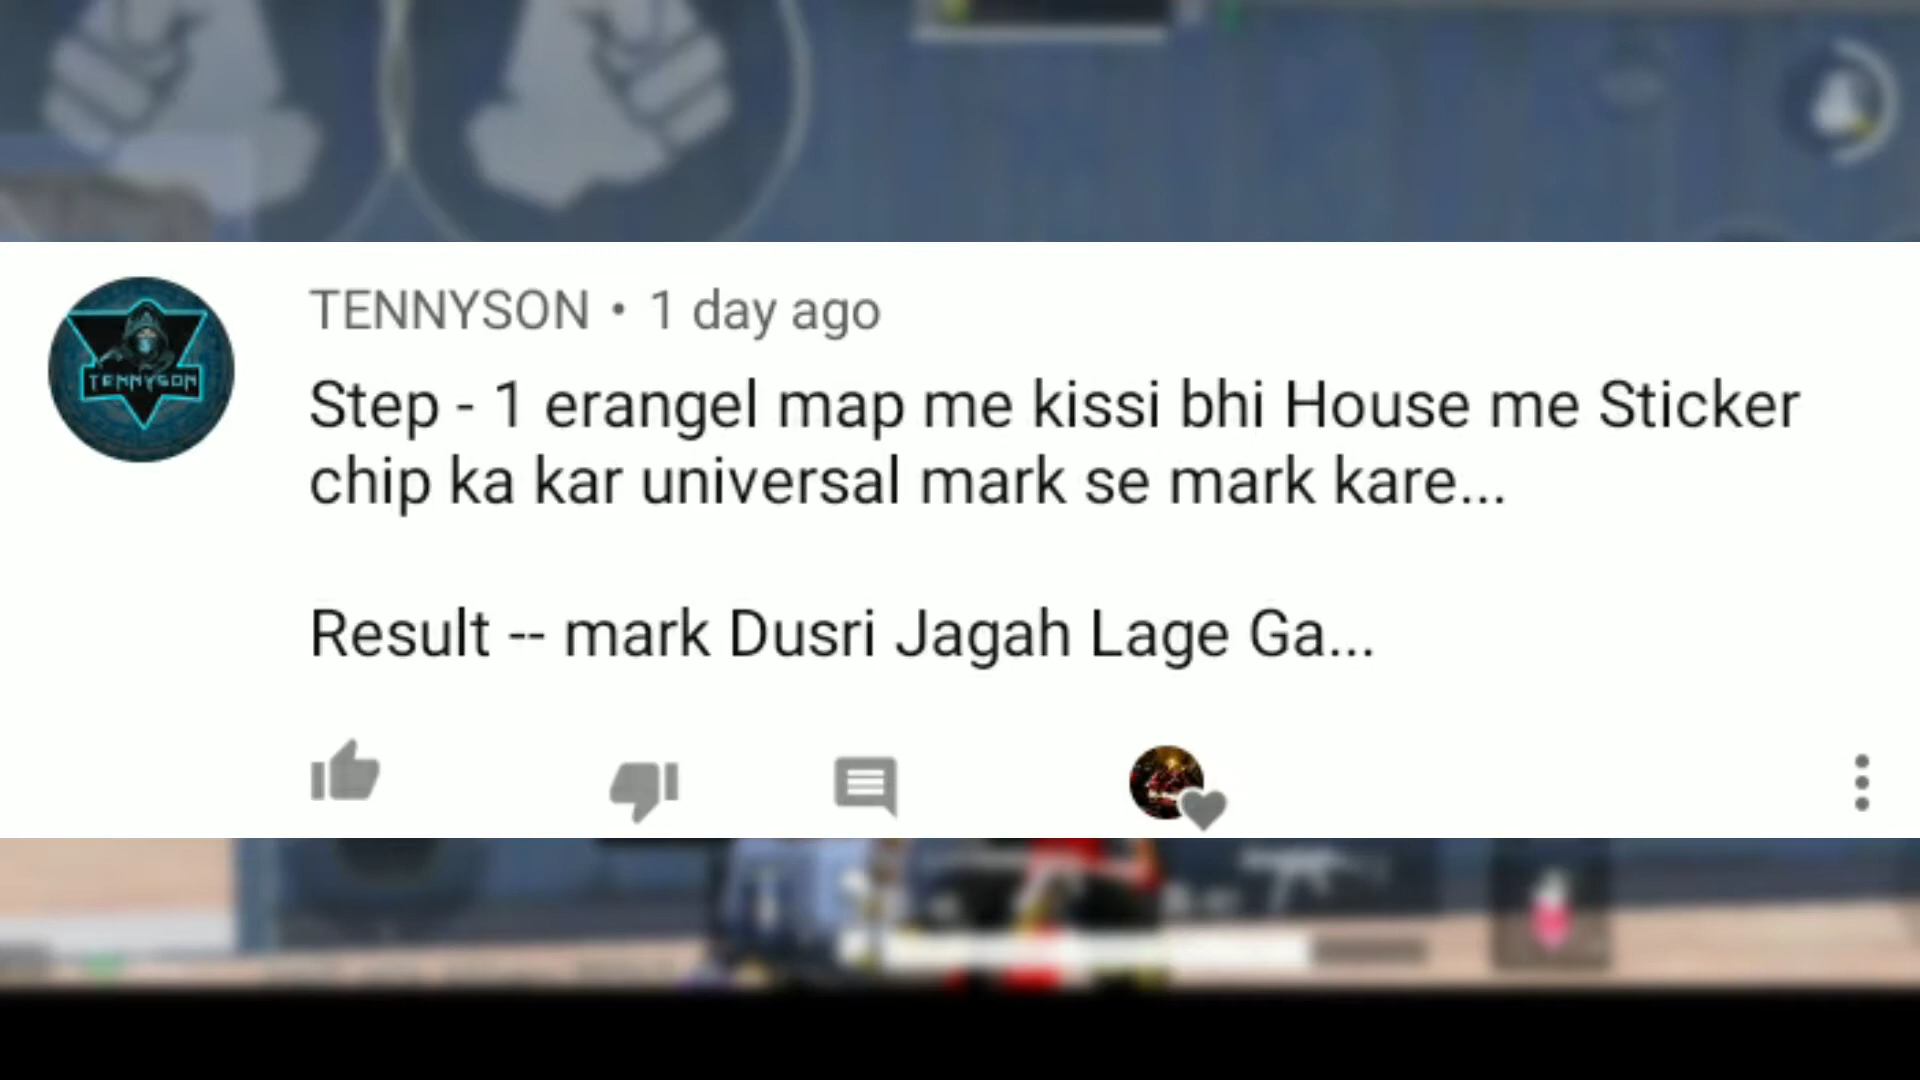 TENNYSON • 1 day ago
TENNYSON
Step - 1 erangel map me kissi bhi House me Sticker
chip ka kar universal mark se mark kare...
Result -- mark Dusri Jagah Lage Ga...